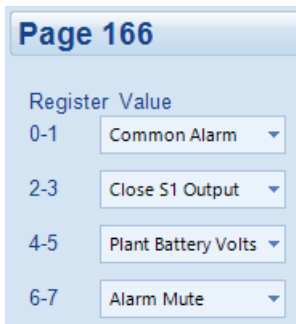 Page 166
Register Value
0-1 Common Alarm
2-3 Close S1 Output
4-5 Plant Battery Volts
6-7 Alarm Mute